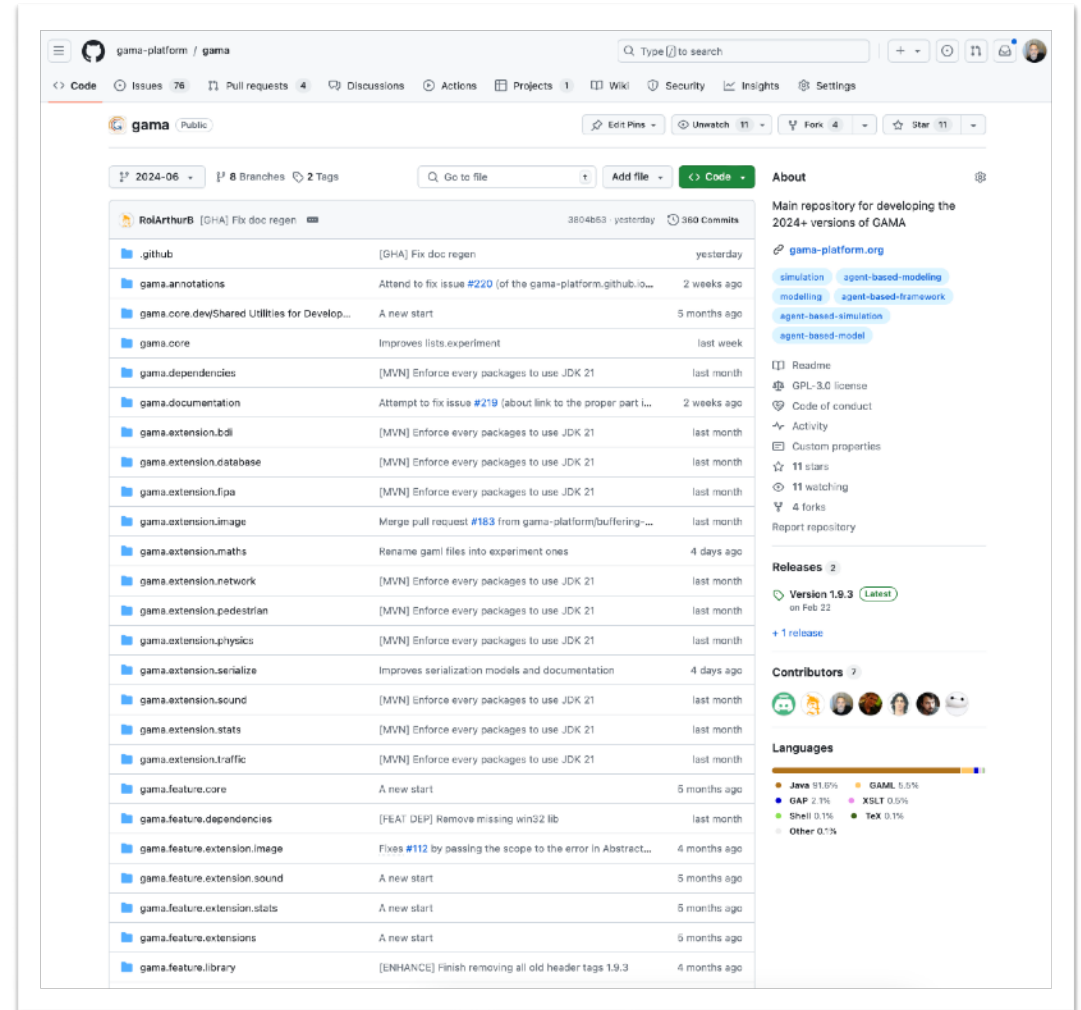 gama-platform / gama
Type / to search
Code Issues 76 Pull requests 4 Discussions Actions Projects 1 Wiki Security Insights Settings
gama Public
Edit Pins Unwatch 11 Fork 4 Star 11
2024-06 8 Branches 2 Tags
Go to file t Add file Code
RoiArthurB [GHA] Fix doc regen 3804b63 · yesterday 360 Commits
.github [GHA] Fix doc regen yesterday
gama.annotations Attend to fix issue #220 (of the gama-platform.github.io... 2 weeks ago
gama.core.dev/Shared Utilities for Develop... A new start 5 months ago
gama.core Improves lists.experiment last week
gama.dependencies [MVN] Enforce every packages to use JDK 21 last month
gama.documentation Attempt to fix issue #219 (about link to the proper part i... 2 weeks ago
gama.extension.bdi [MVN] Enforce every packages to use JDK 21 last month
gama.extension.database [MVN] Enforce every packages to use JDK 21 last month
gama.extension.fipa [MVN] Enforce every packages to use JDK 21 last month
gama.extension.image Merge pull request #183 from gama-platform/buffering-... last month
gama.extension.maths Rename gaml files into experiment ones 4 days ago
gama.extension.network [MVN] Enforce every packages to use JDK 21 last month
gama.extension.pedestrian [MVN] Enforce every packages to use JDK 21 last month
gama.extension.physics [MVN] Enforce every packages to use JDK 21 last month
gama.extension.serialize Improves serialization models and documentation 4 days ago
gama.extension.sound [MVN] Enforce every packages to use JDK 21 last month
gama.extension.stats [MVN] Enforce every packages to use JDK 21 last month
gama.extension.traffic [MVN] Enforce every packages to use JDK 21 last month
gama.feature.core A new start 5 months ago
gama.feature.dependencies [FEAT DEP] Remove missing win32 lib last month
gama.feature.extension.image Fixes #112 by passing the scope to the error in Abstract... 4 months ago
gama.feature.extension.sound A new start 5 months ago
gama.feature.extension.stats A new start 5 months ago
gama.feature.extensions A new start 5 months ago
gama.feature.library [ENHANCE] Finish removing all old header tags 1.9.3 4 months ago
About
Main repository for developing the
2024+ versions of GAMA
gama-platform.org
simulation agent-based-modeling
modelling agent-based-framework
agent-based-simulation
agent-based-model
Readme
GPL-3.0 license
Code of conduct
Activity
Custom properties
11 stars
11 watching
4 forks
Report repository
Releases 2
Version 1.9.3 Latest
on Feb 22
+ 1 release
Contributors 7
Languages
Java 91.6% GAML 5.5%
GAP 2.1% XSLT 0.5%
Shell 0.1% TeX 0.1%
Other 0.1%